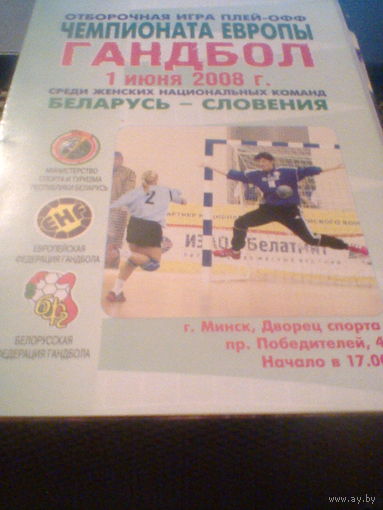 ОТБОРОЧНАЯ ИГРА ПЛЕЙ-ОФФ
ЧЕМПИОНАТА ЕВРОПЫ
ГАНДБОЛ
1 июня 2008 г.
СРЕДИ ЖЕНСКИХ НАЦИОНАЛЬНЫХ КОМАНД
БЕЛАРУСЬ – СЛОВЕНИЯ
МИНИСТЕРСТВО
СПОРТА И ТУРИЗМА
РЕСПУБЛИКИ БЕЛАРУСЬ
EHF
ЕВРОПЕЙСКАЯ
ФЕДЕРАЦИЯ ГАНДБОЛА
БФГ
БЕЛОРУССКАЯ
ФЕДЕРАЦИЯ ГАНДБОЛА
2
г. Минск, Дворец спорта
пр. Победителей, 4
Начало в 17.00
www.ay.by